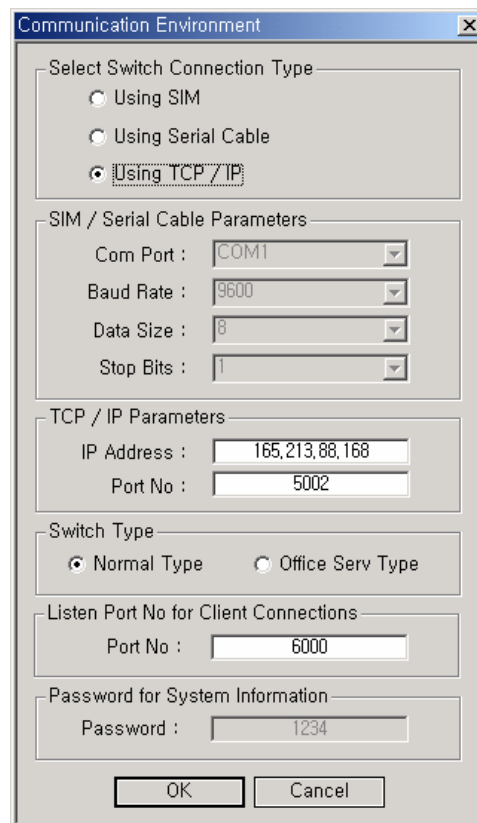 Communication Environment
Select Switch Connection Type
Using SIM
Using Serial Cable
Using TCP / IP
SIM / Serial Cable Parameters
Com Port : COM1
Baud Rate : 9600
Data Size : 8
Stop Bits : 1
TCP / IP Parameters
IP Address : 165,213,88,168
Port No : 5002
Switch Type
Normal Type Office Serv Type
Listen Port No for Client Connections
Port No : 6000
Password for System Information
Password : 1234
OK Cancel